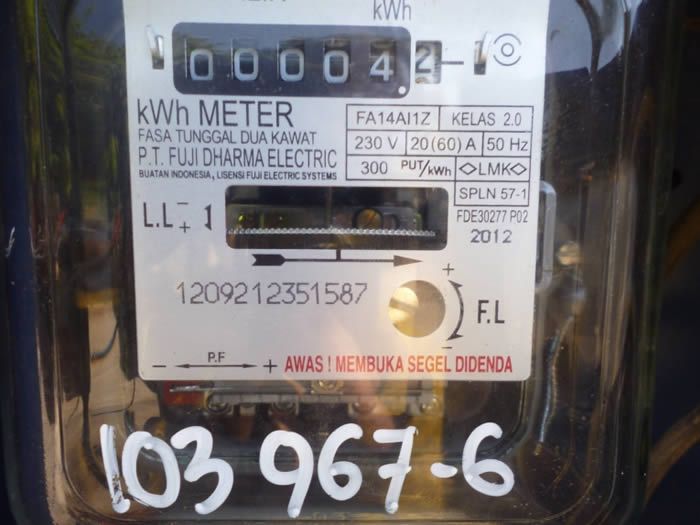 kWh
00004 2
kWh METER
FASA TUNGGAL DUA KAWAT
P.T. FUJI DHARMA ELECTRIC
BUATAN INDONESIA, LISENSI FUJI ELECTRIC SYSTEMS
FA14AI1Z KELAS 2.0
230 V 20(60) A 50 Hz
300 PUT/kWh LMK
SPLN 57-1
FDE30277 P02
2012
L.L - +
1209212351587
+
F.L
-
- P.F + AWAS ! MEMBUKA SEGEL DIDENDA
103 967-6